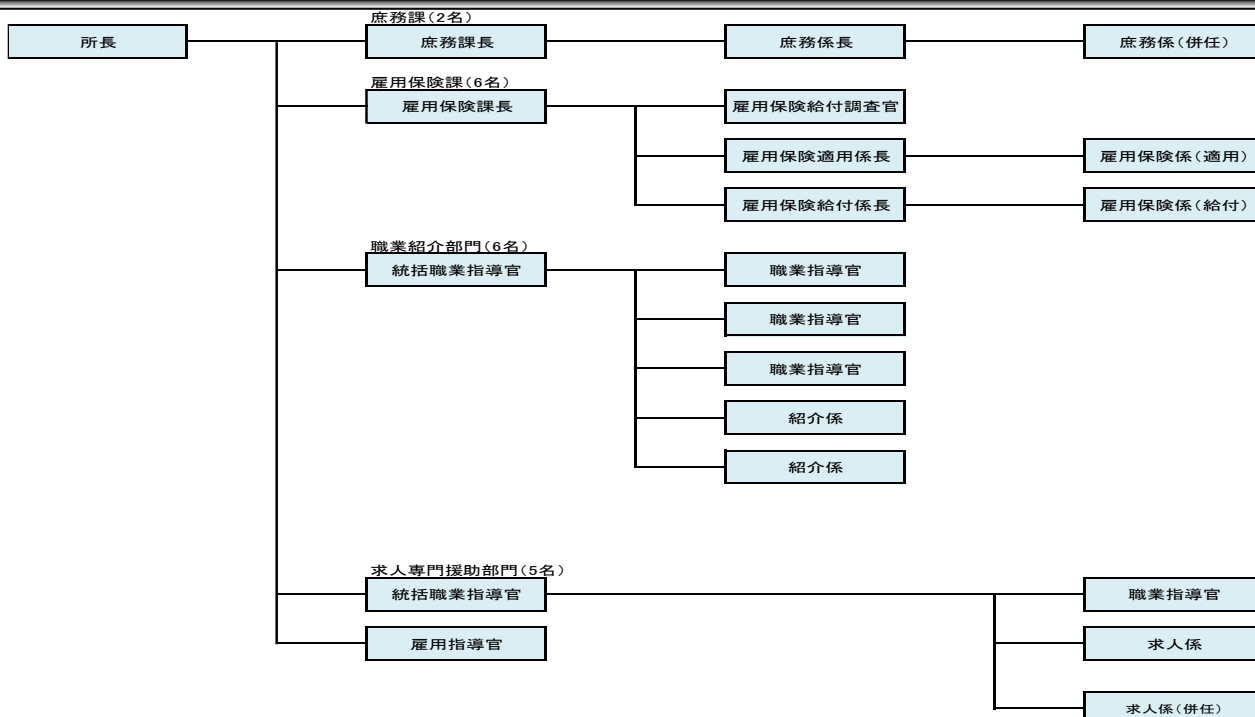 庶務課(2名)
所長
庶務課長
庶務係長
庶務係(併任)
雇用保険課(6名)
雇用保険課長
雇用保険給付調査官
雇用保険適用係長
雇用保険係(適用)
雇用保険給付係長
雇用保険係(給付)
職業紹介部門(6名)
統括職業指導官
職業指導官
職業指導官
職業指導官
紹介係
紹介係
求人専門援助部門(5名)
統括職業指導官
職業指導官
雇用指導官
求人係
求人係(併任)